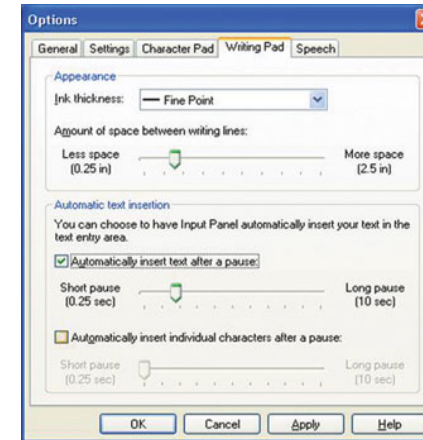 Options
General Settings Character Pad Writing Pad Speech
Appearance
Ink thickness: Fine Point
Amount of space between writing lines:
Less space More space
(0.25 in) (2.5 in)
Automatic text insertion
You can choose to have Input Panel automatically insert your text in the
text entry area.
Automatically insert text after a pause:
Short pause Long pause
(0.25 sec) (10 sec)
Automatically insert individual characters after a pause:
Short pause Long pause
(0.25 sec) (10 sec)
OK Cancel Apply Help